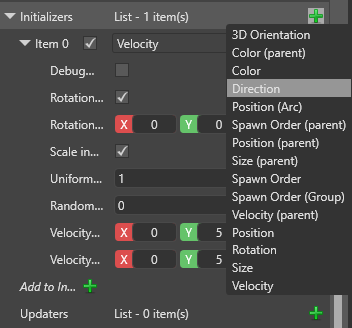 Initializers List - 1 item(s)
Item 0 Velocity
Debug...
Rotation...
Rotation... X 0 Y 0
Scale in...
Uniform... 1
Random... 0
Velocity... X 0 Y 5
Velocity... X 0 Y 5
Add to In...
Updaters List - 0 item(s)
3D Orientation
Color (parent)
Color
Direction
Position (Arc)
Spawn Order (parent)
Position (parent)
Size (parent)
Spawn Order
Spawn Order (Group)
Velocity (parent)
Position
Rotation
Size
Velocity